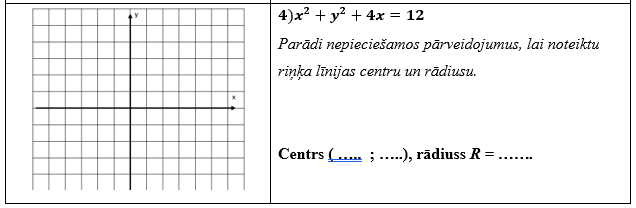 y
x
4)x² + y² + 4x = 12
Parādi nepieciešamos pārveidojumus, lai noteiktu
riņķa līnijas centru un rādiusu.
Centrs (….. ; …..), rādiuss R = …….